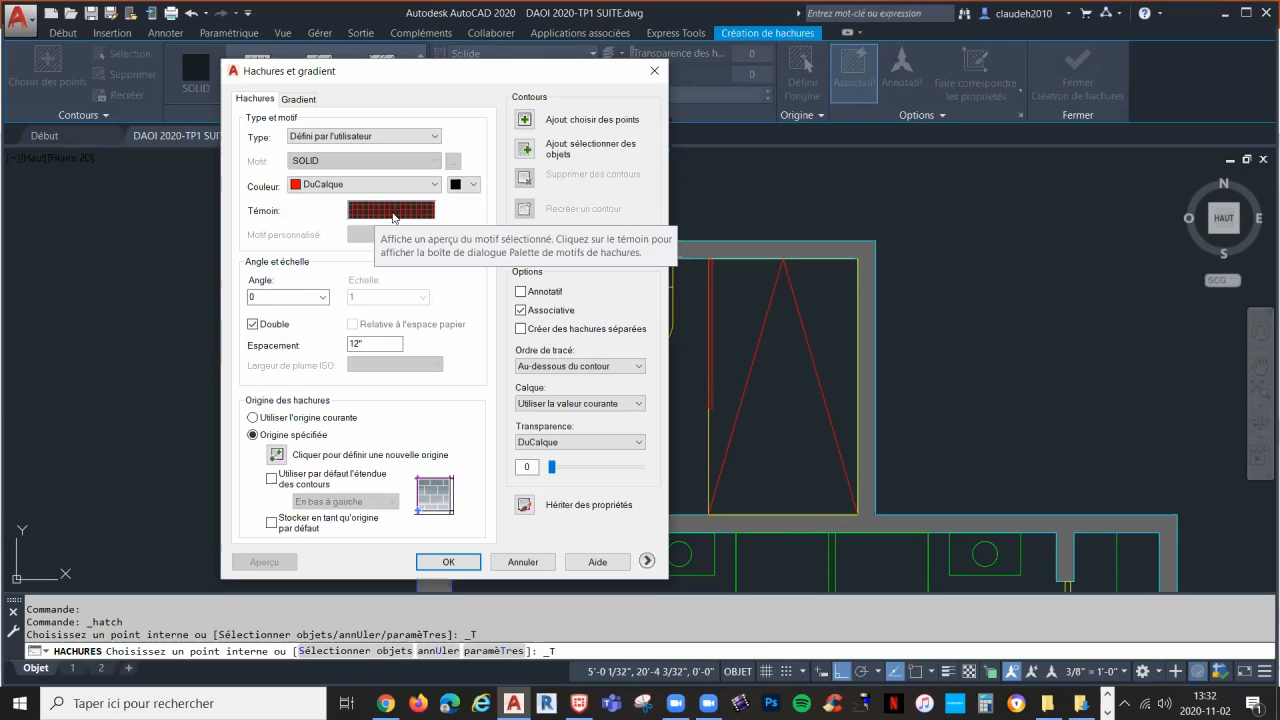 Autodesk AutoCAD 2020 DAOI 2020-TP1 SUITE.dwg
Entrez mot-clé ou expression
claudeh2010
Début Insertion Annoter Paramétrique Vue Gérer Sortie Compléments Collaborer Applications associées Express Tools Création de hachures
Choisir des points
Sélection
Supprimer
Recréer
SOLID
Solide
Transparence des h... 0
0
Définir l'origine
Associatif
Annotatif
Faire correspondre les propriétés
Fermer Création de hachures
Contours
Origine
Options
Fermer
Début
DAOI 2020-TP1 SUITE
[−][Haut][Filaire 2D]
Hachures et gradient
Hachures
Gradient
Type et motif
Type: Défini par l'utilisateur
Motif: SOLID
...
Couleur: DuCalque
Témoin:
Motif personnalisé:
Affiche un aperçu du motif sélectionné. Cliquez sur le témoin pour
afficher la boîte de dialogue Palette de motifs de hachures.
Angle et échelle
Angle:
Echelle:
0
1
Double
Relative à l'espace papier
Espacement: 12"
Largeur de plume ISO:
Origine des hachures
Utiliser l'origine courante
Origine spécifiée
Cliquer pour définir une nouvelle origine
Utiliser par défaut l'étendue
des contours
En bas à gauche
Stocker en tant qu'origine
par défaut
Contours
Ajout: choisir des points
Ajout: sélectionner des
objets
Supprimer des contours
Recréer un contour
Options
Annotatif
Associative
Créer des hachures séparées
Ordre de tracé:
Au-dessous du contour
Calque:
Utiliser la valeur courante
Transparence:
DuCalque
0
Hériter des propriétés
Aperçu
OK
Annuler
Aide
N
O
HAUT
E
S
SCG
Y
X
Commande:
Commande: _hatch
Choisissez un point interne ou [Sélectionner objets/annUler/paramèTres]: _T
HACHURES Choisissez un point interne ou [Sélectionner objets annUler paramèTres]: _T
Objet 1 2 +
5'-0 1/32", 20'-4 3/32", 0'-0" OBJET
3/8" = 1'-0"
Taper ici pour rechercher
13:32
2020-11-02